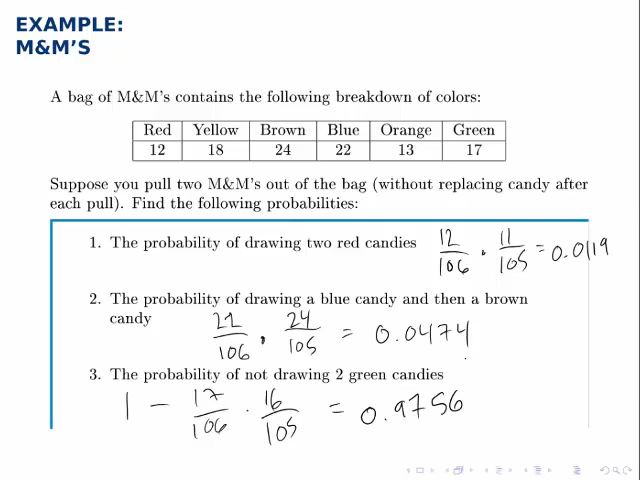 EXAMPLE:
M&M'S
A bag of M&M's contains the following breakdown of colors:
Red Yellow Brown Blue Orange Green
12 18 24 22 13 17
Suppose you pull two M&M's out of the bag (without replacing candy after
each pull). Find the following probabilities:
1. The probability of drawing two red candies 12/106 · 11/105 = 0.0119
2. The probability of drawing a blue candy and then a brown
candy 22/106 · 24/105 = 0.0474
3. The probability of not drawing 2 green candies
1 − 17/106 · 16/105 = 0.9756